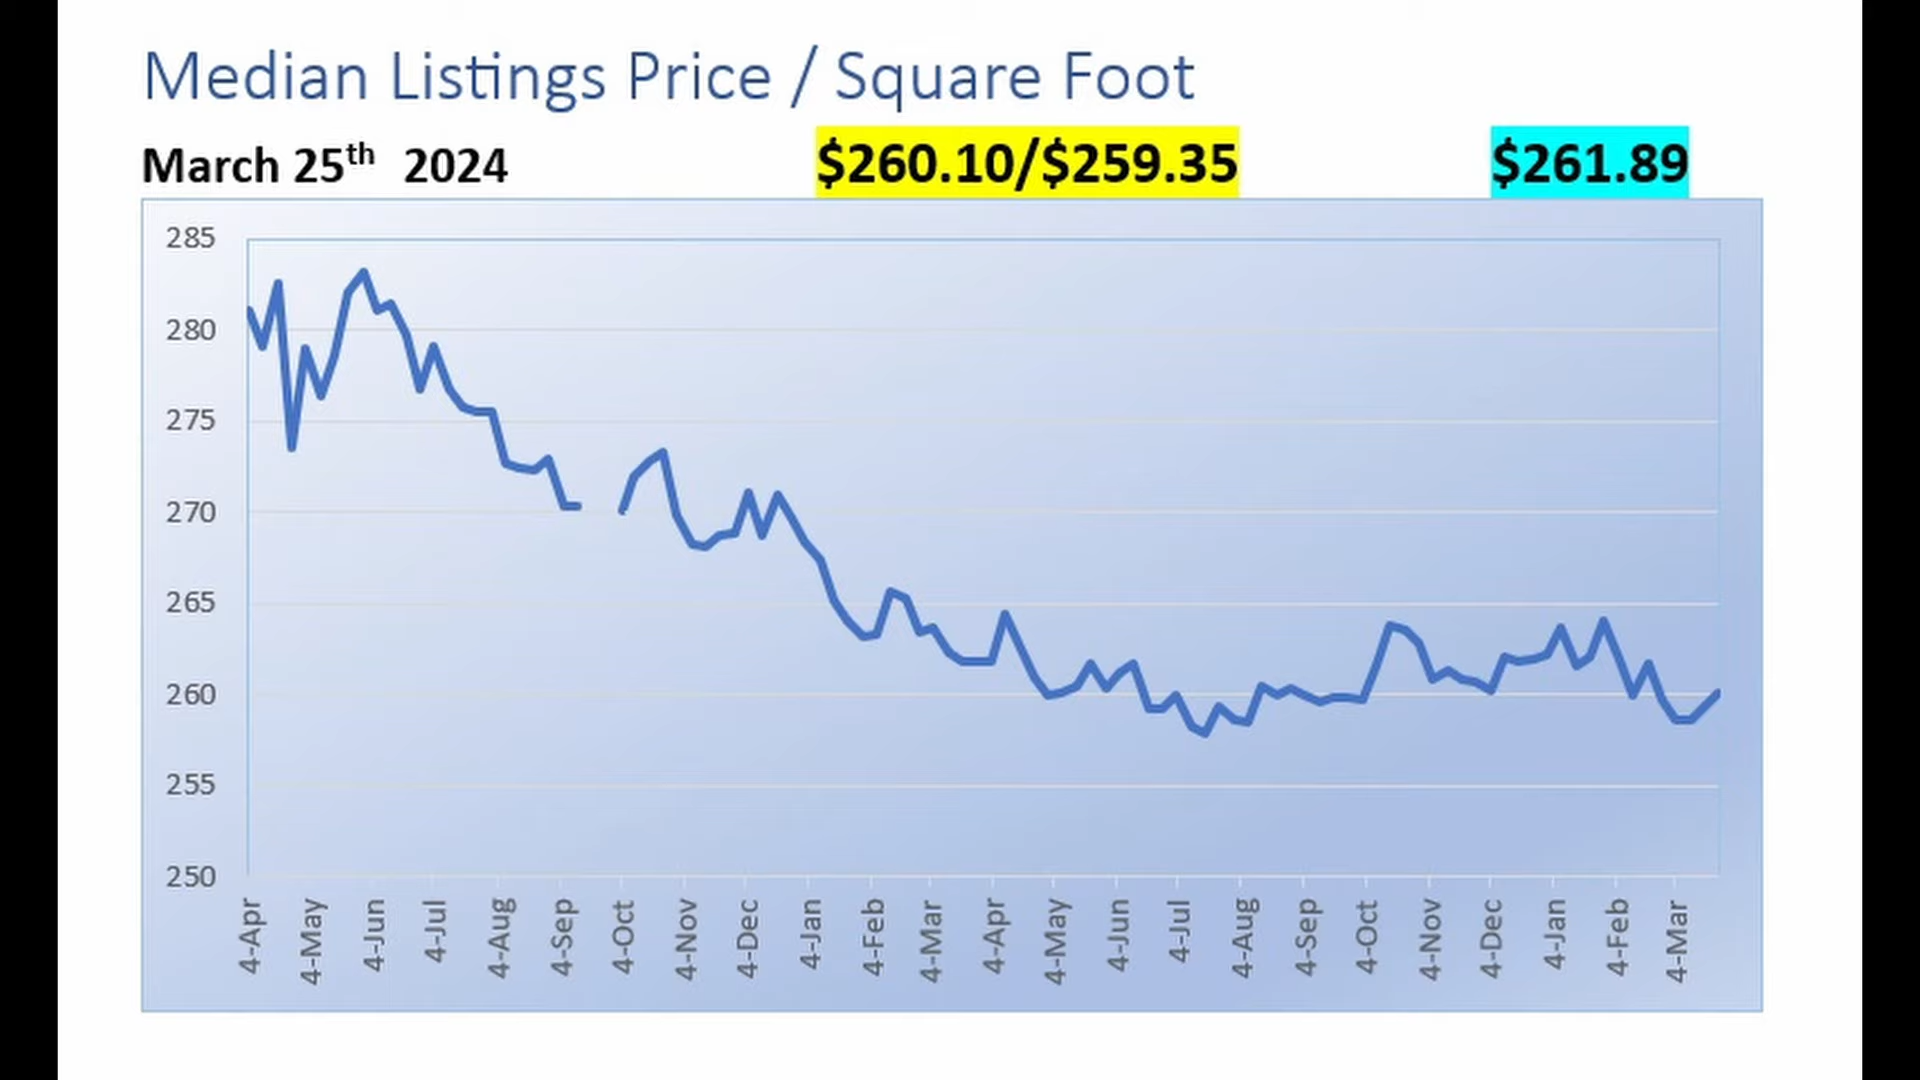 Median Listings Price / Square Foot
March 25th 2024 $260.10/$259.35 $261.89
285
280
275
270
265
260
255
250
4-Apr 4-May 4-Jun 4-Jul 4-Aug 4-Sep 4-Oct 4-Nov 4-Dec 4-Jan 4-Feb 4-Mar 4-Apr 4-May 4-Jun 4-Jul 4-Aug 4-Sep 4-Oct 4-Nov 4-Dec 4-Jan 4-Feb 4-Mar